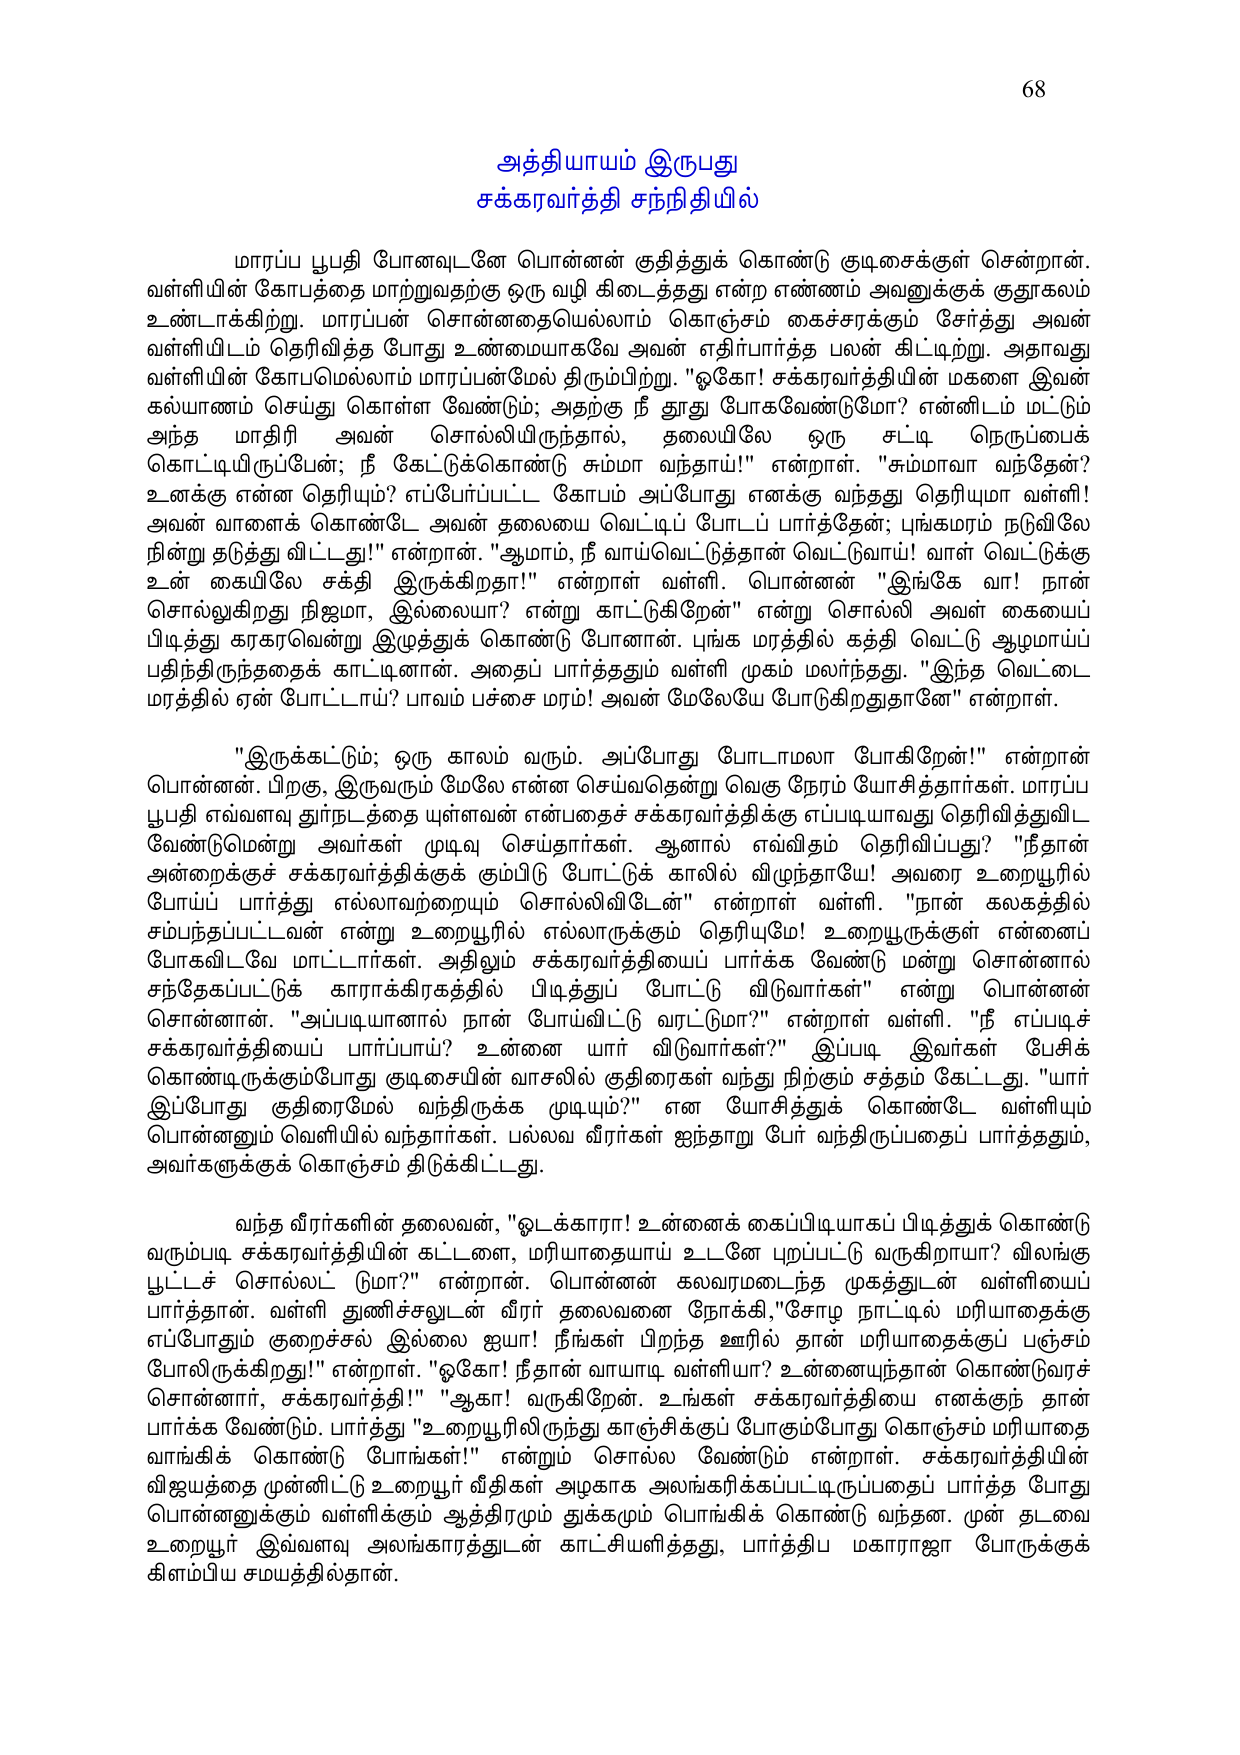 68
அத்தியாயம் இருபது
சக்கரவர்த்தி சந்நிதியில்
மாரப்ப பூபதி போனவுடனே பொன்னன் குதித்துக் கொண்டு குடிசைக்குள் சென்றான்.
வள்ளியின் கோபத்தை மாற்றுவதற்கு ஒரு வழி கிடைத்தது என்ற எண்ணம் அவனுக்குக் குதூகலம்
உண்டாக்கிற்று. மாரப்பன் சொன்னதையெல்லாம் கொஞ்சம் கைச்சரக்கும் சேர்த்து அவன்
வள்ளியிடம் தெரிவித்த போது உண்மையாகவே அவன் எதிர்பார்த்த பலன் கிட்டிற்று. அதாவது
வள்ளியின் கோபமெல்லாம் மாரப்பன்மேல் திரும்பிற்று. "ஓகோ! சக்கரவர்த்தியின் மகளை இவன்
கல்யாணம் செய்து கொள்ள வேண்டும்; அதற்கு நீ தூது போகவேண்டுமோ? என்னிடம் மட்டும்
அந்த மாதிரி அவன் சொல்லியிருந்தால், தலையிலே ஒரு சட்டி நெருப்பைக்
கொட்டியிருப்பேன்; நீ கேட்டுக்கொண்டு சும்மா வந்தாய்!" என்றாள். "சும்மாவா வந்தேன்?
உனக்கு என்ன தெரியும்? எப்பேர்ப்பட்ட கோபம் அப்போது எனக்கு வந்தது தெரியுமா வள்ளி!
அவன் வாளைக் கொண்டே அவன் தலையை வெட்டிப் போடப் பார்த்தேன்; புங்கமரம் நடுவிலே
நின்று தடுத்து விட்டது!" என்றான். "ஆமாம், நீ வாய்வெட்டுத்தான் வெட்டுவாய்! வாள் வெட்டுக்கு
உன் கையிலே சக்தி இருக்கிறதா!" என்றாள் வள்ளி. பொன்னன் "இங்கே வா! நான்
சொல்லுகிறது நிஜமா, இல்லையா? என்று காட்டுகிறேன்" என்று சொல்லி அவள் கையைப்
பிடித்து கரகரவென்று இழுத்துக் கொண்டு போனான். புங்க மரத்தில் கத்தி வெட்டு ஆழமாய்ப்
பதிந்திருந்ததைக் காட்டினான். அதைப் பார்த்ததும் வள்ளி முகம் மலர்ந்தது. "இந்த வெட்டை
மரத்தில் ஏன் போட்டாய்? பாவம் பச்சை மரம்! அவன் மேலேயே போடுகிறதுதானே" என்றாள்.
"இருக்கட்டும்; ஒரு காலம் வரும். அப்போது போடாமலா போகிறேன்!" என்றான்
பொன்னன். பிறகு, இருவரும் மேலே என்ன செய்வதென்று வெகு நேரம் யோசித்தார்கள். மாரப்ப
பூபதி எவ்வளவு துர்நடத்தை யுள்ளவன் என்பதைச் சக்கரவர்த்திக்கு எப்படியாவது தெரிவித்துவிட
வேண்டுமென்று அவர்கள் முடிவு செய்தார்கள். ஆனால் எவ்விதம் தெரிவிப்பது? "நீதான்
அன்றைக்குச் சக்கரவர்த்திக்குக் கும்பிடு போட்டுக் காலில் விழுந்தாயே! அவரை உறையூரில்
போய்ப் பார்த்து எல்லாவற்றையும் சொல்லிவிடேன்" என்றாள் வள்ளி. "நான் கலகத்தில்
சம்பந்தப்பட்டவன் என்று உறையூரில் எல்லாருக்கும் தெரியுமே! உறையூருக்குள் என்னைப்
போகவிடவே மாட்டார்கள். அதிலும் சக்கரவர்த்தியைப் பார்க்க வேண்டு மன்று சொன்னால்
சந்தேகப்பட்டுக் காராக்கிரகத்தில் பிடித்துப் போட்டு விடுவார்கள்" என்று பொன்னன்
சொன்னான். "அப்படியானால் நான் போய்விட்டு வரட்டுமா?" என்றாள் வள்ளி. "நீ எப்படிச்
சக்கரவர்த்தியைப் பார்ப்பாய்? உன்னை யார் விடுவார்கள்?" இப்படி இவர்கள் பேசிக்
கொண்டிருக்கும்போது குடிசையின் வாசலில் குதிரைகள் வந்து நிற்கும் சத்தம் கேட்டது. "யார்
இப்போது குதிரைமேல் வந்திருக்க முடியும்?" என யோசித்துக் கொண்டே வள்ளியும்
பொன்னனும் வெளியில் வந்தார்கள். பல்லவ வீரர்கள் ஐந்தாறு பேர் வந்திருப்பதைப் பார்த்ததும்,
அவர்களுக்குக் கொஞ்சம் திடுக்கிட்டது.
வந்த வீரர்களின் தலைவன், "ஓடக்காரா! உன்னைக் கைப்பிடியாகப் பிடித்துக் கொண்டு
வரும்படி சக்கரவர்த்தியின் கட்டளை, மரியாதையாய் உடனே புறப்பட்டு வருகிறாயா? விலங்கு
பூட்டச் சொல்லட் டுமா?" என்றான். பொன்னன் கலவரமடைந்த முகத்துடன் வள்ளியைப்
பார்த்தான். வள்ளி துணிச்சலுடன் வீரர் தலைவனை நோக்கி,"சோழ நாட்டில் மரியாதைக்கு
எப்போதும் குறைச்சல் இல்லை ஐயா! நீங்கள் பிறந்த ஊரில் தான் மரியாதைக்குப் பஞ்சம்
போலிருக்கிறது!" என்றாள். "ஓகோ! நீதான் வாயாடி வள்ளியா? உன்னையுந்தான் கொண்டுவரச்
சொன்னார், சக்கரவர்த்தி!" "ஆகா! வருகிறேன். உங்கள் சக்கரவர்த்தியை எனக்குந் தான்
பார்க்க வேண்டும். பார்த்து "உறையூரிலிருந்து காஞ்சிக்குப் போகும்போது கொஞ்சம் மரியாதை
வாங்கிக் கொண்டு போங்கள்!" என்றும் சொல்ல வேண்டும் என்றாள். சக்கரவர்த்தியின்
விஜயத்தை முன்னிட்டு உறையூர் வீதிகள் அழகாக அலங்கரிக்கப்பட்டிருப்பதைப் பார்த்த போது
பொன்னனுக்கும் வள்ளிக்கும் ஆத்திரமும் துக்கமும் பொங்கிக் கொண்டு வந்தன. முன் தடவை
உறையூர் இவ்வளவு அலங்காரத்துடன் காட்சியளித்தது, பார்த்திப மகாராஜா போருக்குக்
கிளம்பிய சமயத்தில்தான்.